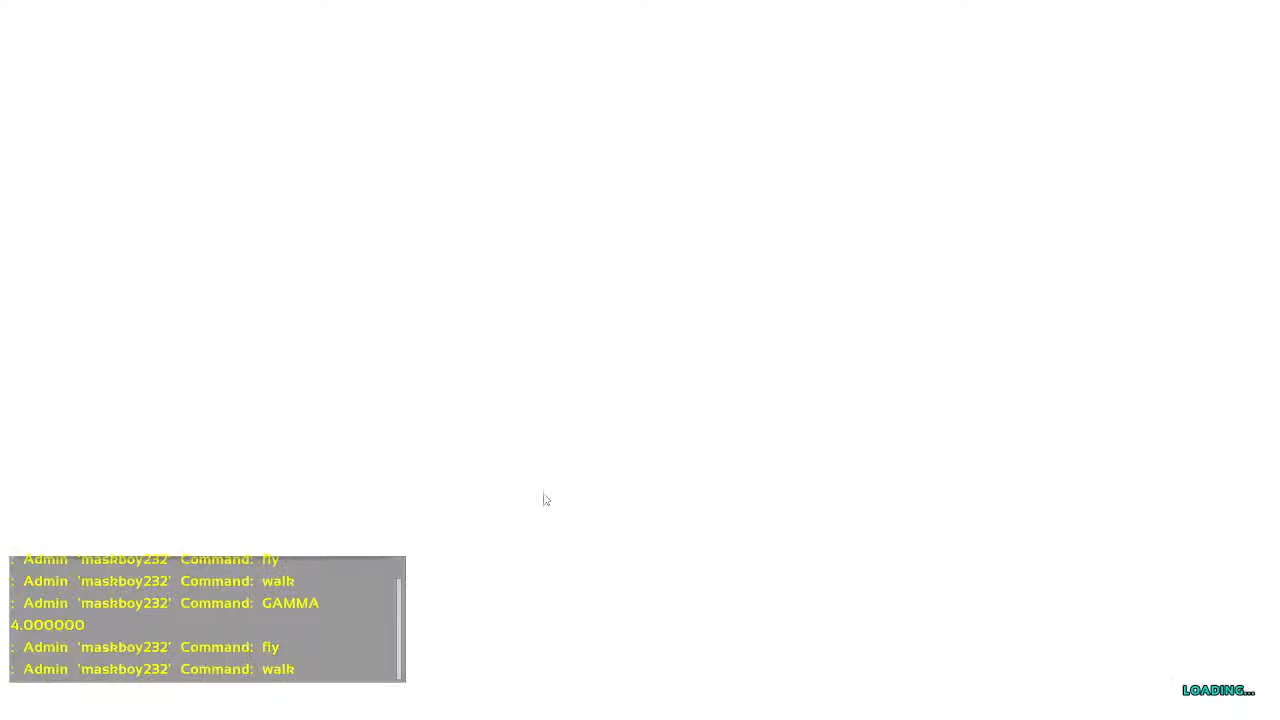 : Admin 'maskboy232' Command: fly
: Admin 'maskboy232' Command: walk
: Admin 'maskboy232' Command: GAMMA
4.000000
: Admin 'maskboy232' Command: fly
: Admin 'maskboy232' Command: walk
LOADING...